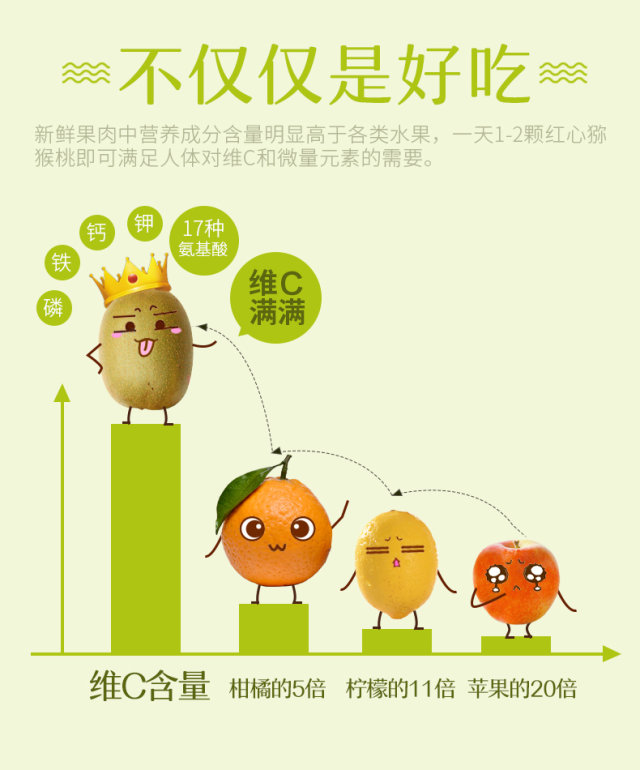 不仅仅是好吃
新鲜果肉中营养成分含量明显高于各类水果，一天1-2颗红心猕
猴桃即可满足人体对维C和微量元素的需要。
钾
17种
氨基酸
钙
铁
磷
维C
满满
维C含量
柑橘的5倍
柠檬的11倍
苹果的20倍